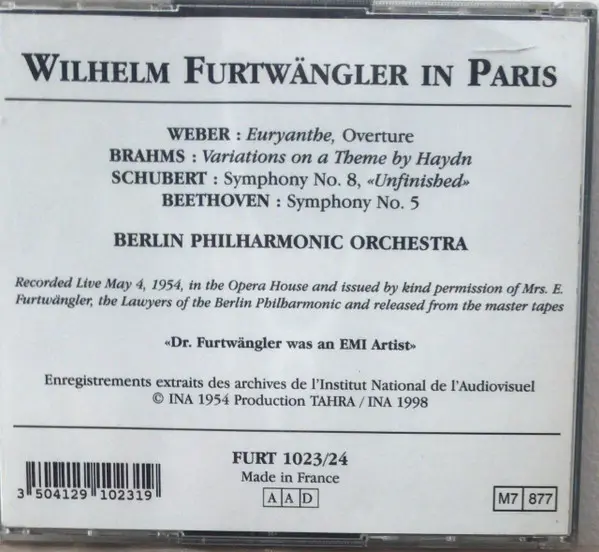 WILHELM FURTWÄNGLER IN PARIS
WEBER : Euryanthe, Overture
BRAHMS : Variations on a Theme by Haydn
SCHUBERT : Symphony No. 8, «Unfinished»
BEETHOVEN : Symphony No. 5
BERLIN PHILHARMONIC ORCHESTRA
Recorded Live May 4, 1954, in the Opera House and issued by kind permission of Mrs. E.
Furtwängler, the Lawyers of the Berlin Philharmonic and released from the master tapes
«Dr. Furtwängler was an EMI Artist»
Enregistrements extraits des archives de l'Institut National de l'Audiovisuel
© INA 1954 Production TAHRA / INA 1998
FURT 1023/24
Made in France
A A D
3 504129 102319
M7 877